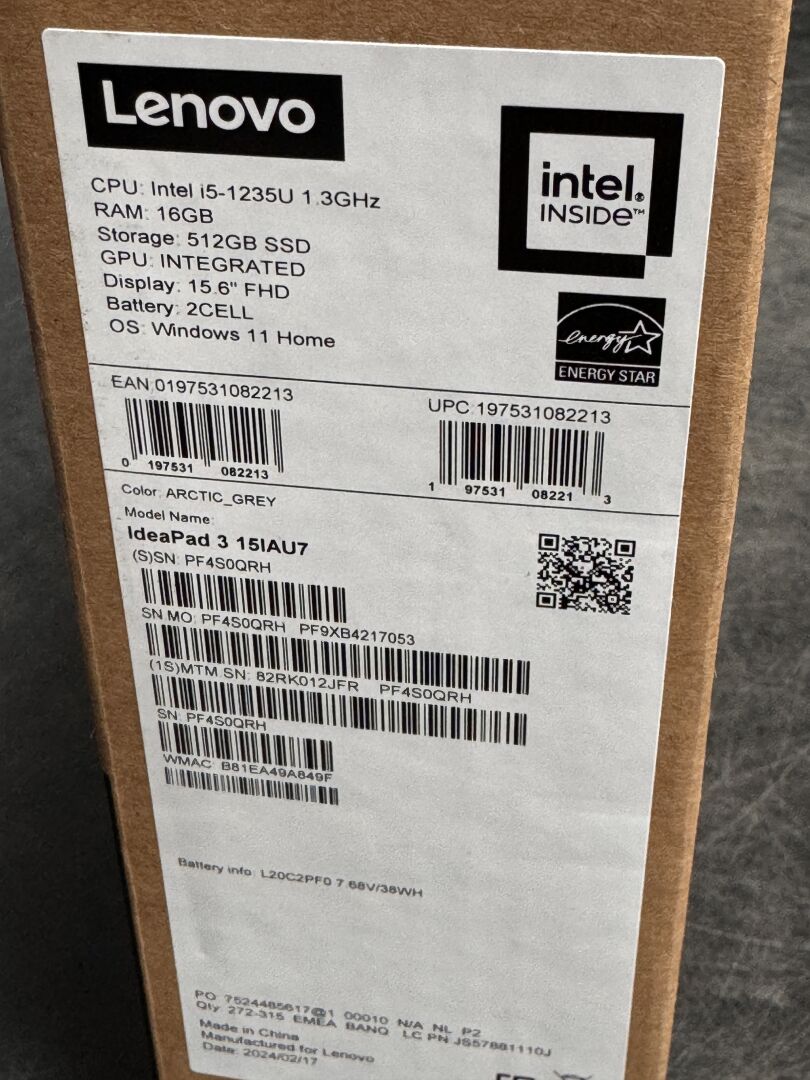 Lenovo
intel.
INSIDE™
CPU: Intel i5-1235U 1.3GHz
RAM: 16GB
Storage: 512GB SSD
GPU: INTEGRATED
Display: 15.6" FHD
Battery: 2CELL
OS: Windows 11 Home
energy
ENERGY STAR
EAN:0197531082213
0 197531 082213
UPC:197531082213
1 97531 08221 3
Color: ARCTIC_GREY
Model Name:
IdeaPad 3 15IAU7
(S)SN: PF4S0QRH
SN MO: PF4S0QRH PF9XB4217053
(1S)MTM SN: 82RK012JFR PF4S0QRH
SN: PF4S0QRH
WMAC: B81EA49A849F
Battery info: L20C2PF0 7.68V/38WH
PO 7524485617@1 00010 N/A NL P2
Qty: 272-315 EMEA BANQ LC PN JS57881110J
Made in China
Manufactured for Lenovo
Date: 2024/02/17